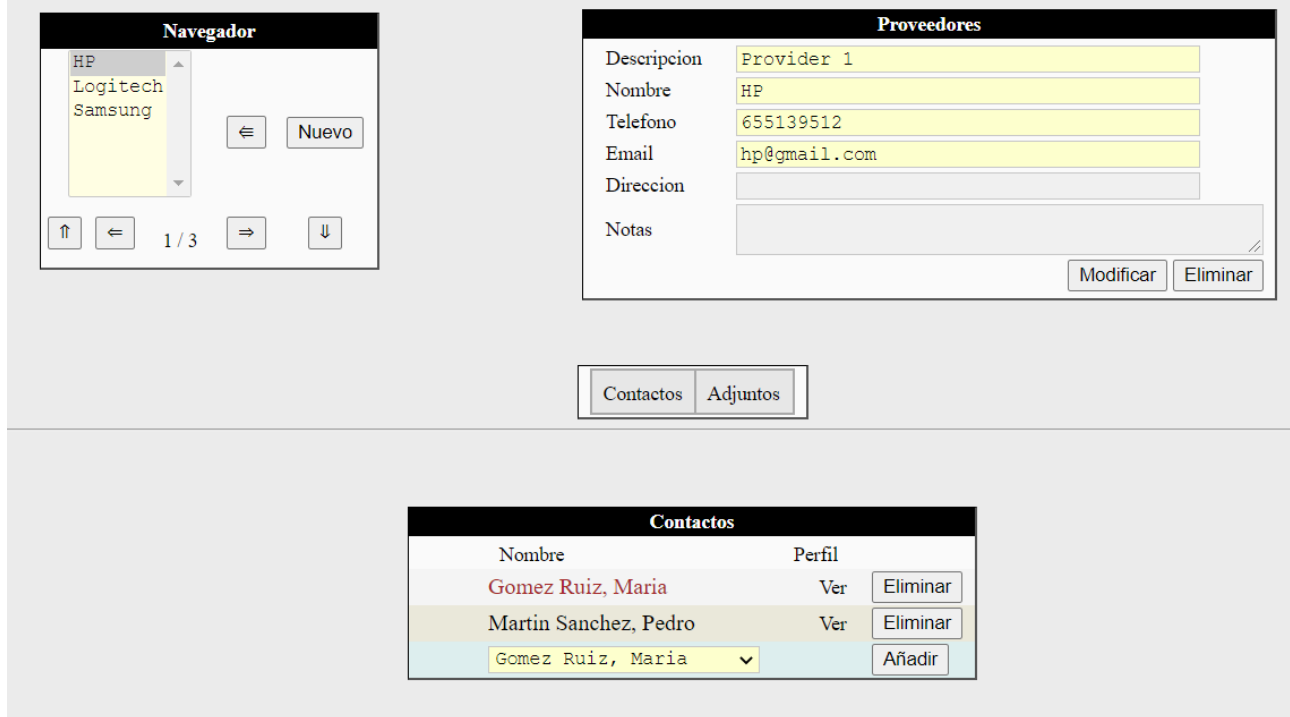 Navegador
HP
Logitech
Samsung
⇐ Nuevo
⇑ ⇐ 1 / 3 ⇒ ⇓
Proveedores
Descripcion Provider 1
Nombre HP
Telefono 655139512
Email hp@gmail.com
Direccion
Notas
Modificar Eliminar
Contactos Adjuntos
Contactos
Nombre Perfil
Gomez Ruiz, Maria Ver Eliminar
Martin Sanchez, Pedro Ver Eliminar
Gomez Ruiz, Maria Añadir